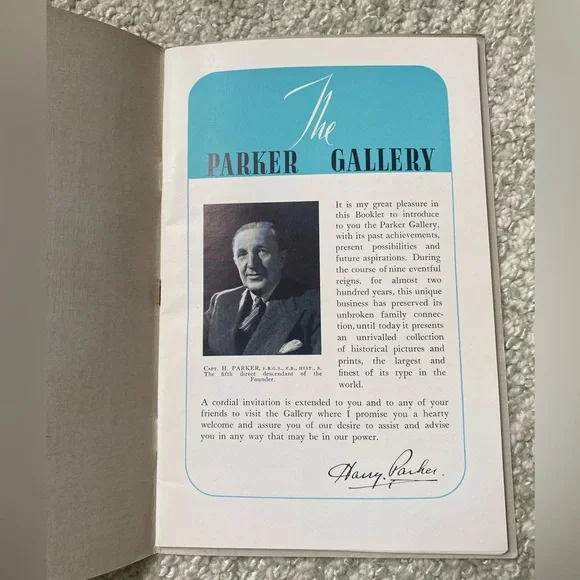 The
PARKER GALLERY
It is my great pleasure in
this Booklet to introduce
to you the Parker Gallery,
with its past achievements,
present possibilities and
future aspirations. During
the course of nine eventful
reigns, for almost two
hundred years, this unique
business has preserved its
unbroken family connec-
tion, until today it presents
an unrivalled collection
of historical pictures and
prints, the largest and
finest of its type in the
world.
CAPT. H. PARKER, F.R.G.S., F.R., HIST., S.
The fifth direct descendant of the
Founder.
A cordial invitation is extended to you and to any of your
friends to visit the Gallery where I promise you a hearty
welcome and assure you of our desire to assist and advise
you in any way that may be in our power.
Harry Parker.